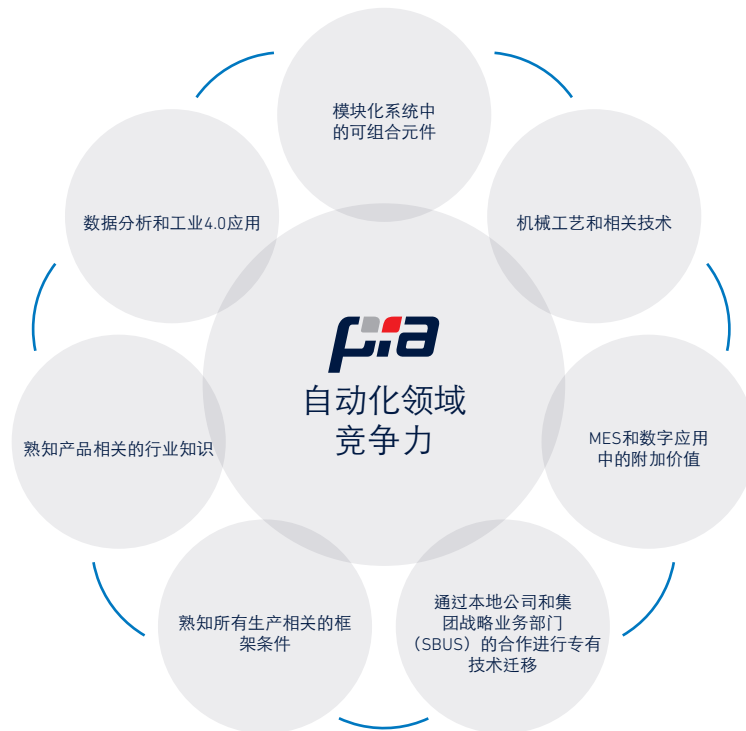 模块化系统中
的可组合元件
数据分析和工业4.0应用
机械工艺和相关技术
pia
自动化领域
竞争力
熟知产品相关的行业知识
MES和数字应用
中的附加价值
熟知所有生产相关的框
架条件
通过本地公司和集
团战略业务部门
（SBUS）的合作进行专有
技术迁移